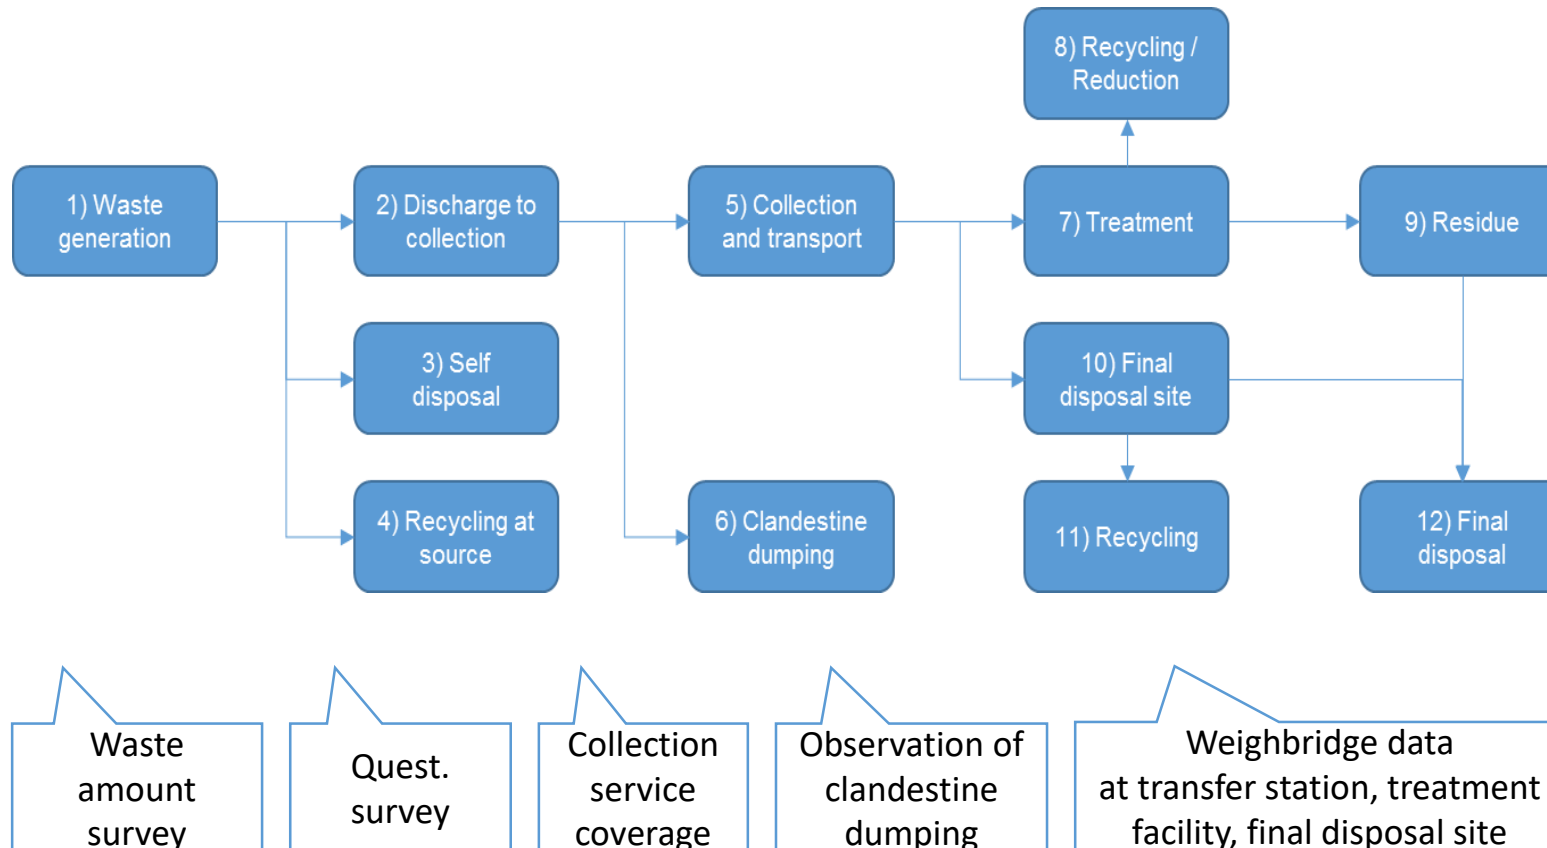 8) Recycling /
Reduction
1) Waste
generation
2) Discharge to
collection
5) Collection
and transport
7) Treatment
9) Residue
3) Self
disposal
10) Final
disposal site
4) Recycling at
source
6) Clandestine
dumping
11) Recycling
12) Final
disposal
Waste
amount
survey
Quest.
survey
Collection
service
coverage
Observation of
clandestine
dumping
Weighbridge data
at transfer station, treatment
facility, final disposal site